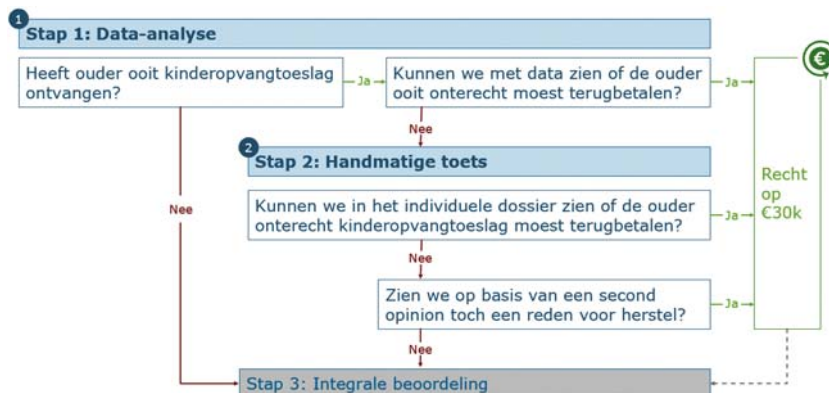 1
Stap 1: Data-analyse
Heeft ouder ooit kinderopvangtoeslag
ontvangen?
Ja
Kunnen we met data zien of de ouder
ooit onterecht moest terugbetalen?
Ja
€
Nee
2
Stap 2: Handmatige toets
Nee
Kunnen we in het individuele dossier zien of de ouder
onterecht kinderopvangtoeslag moest terugbetalen?
Ja
Recht
op
€30k
Nee
Zien we op basis van een second
opinion toch een reden voor herstel?
Ja
Nee
Stap 3: Integrale beoordeling